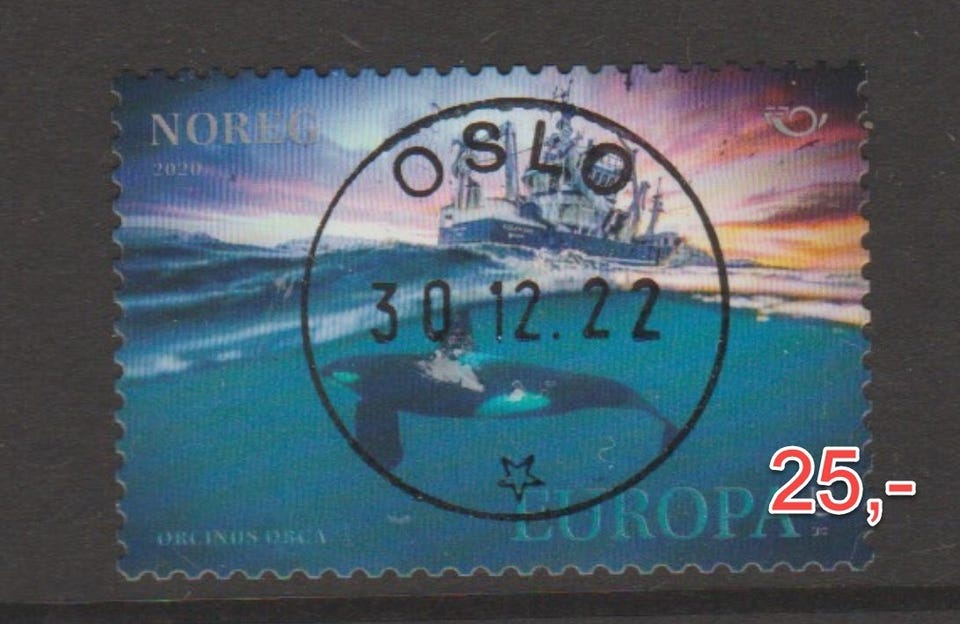 NOREG
2020
OSLO
30.12.22
EUROPA
ORCINUS ORCA
25,-